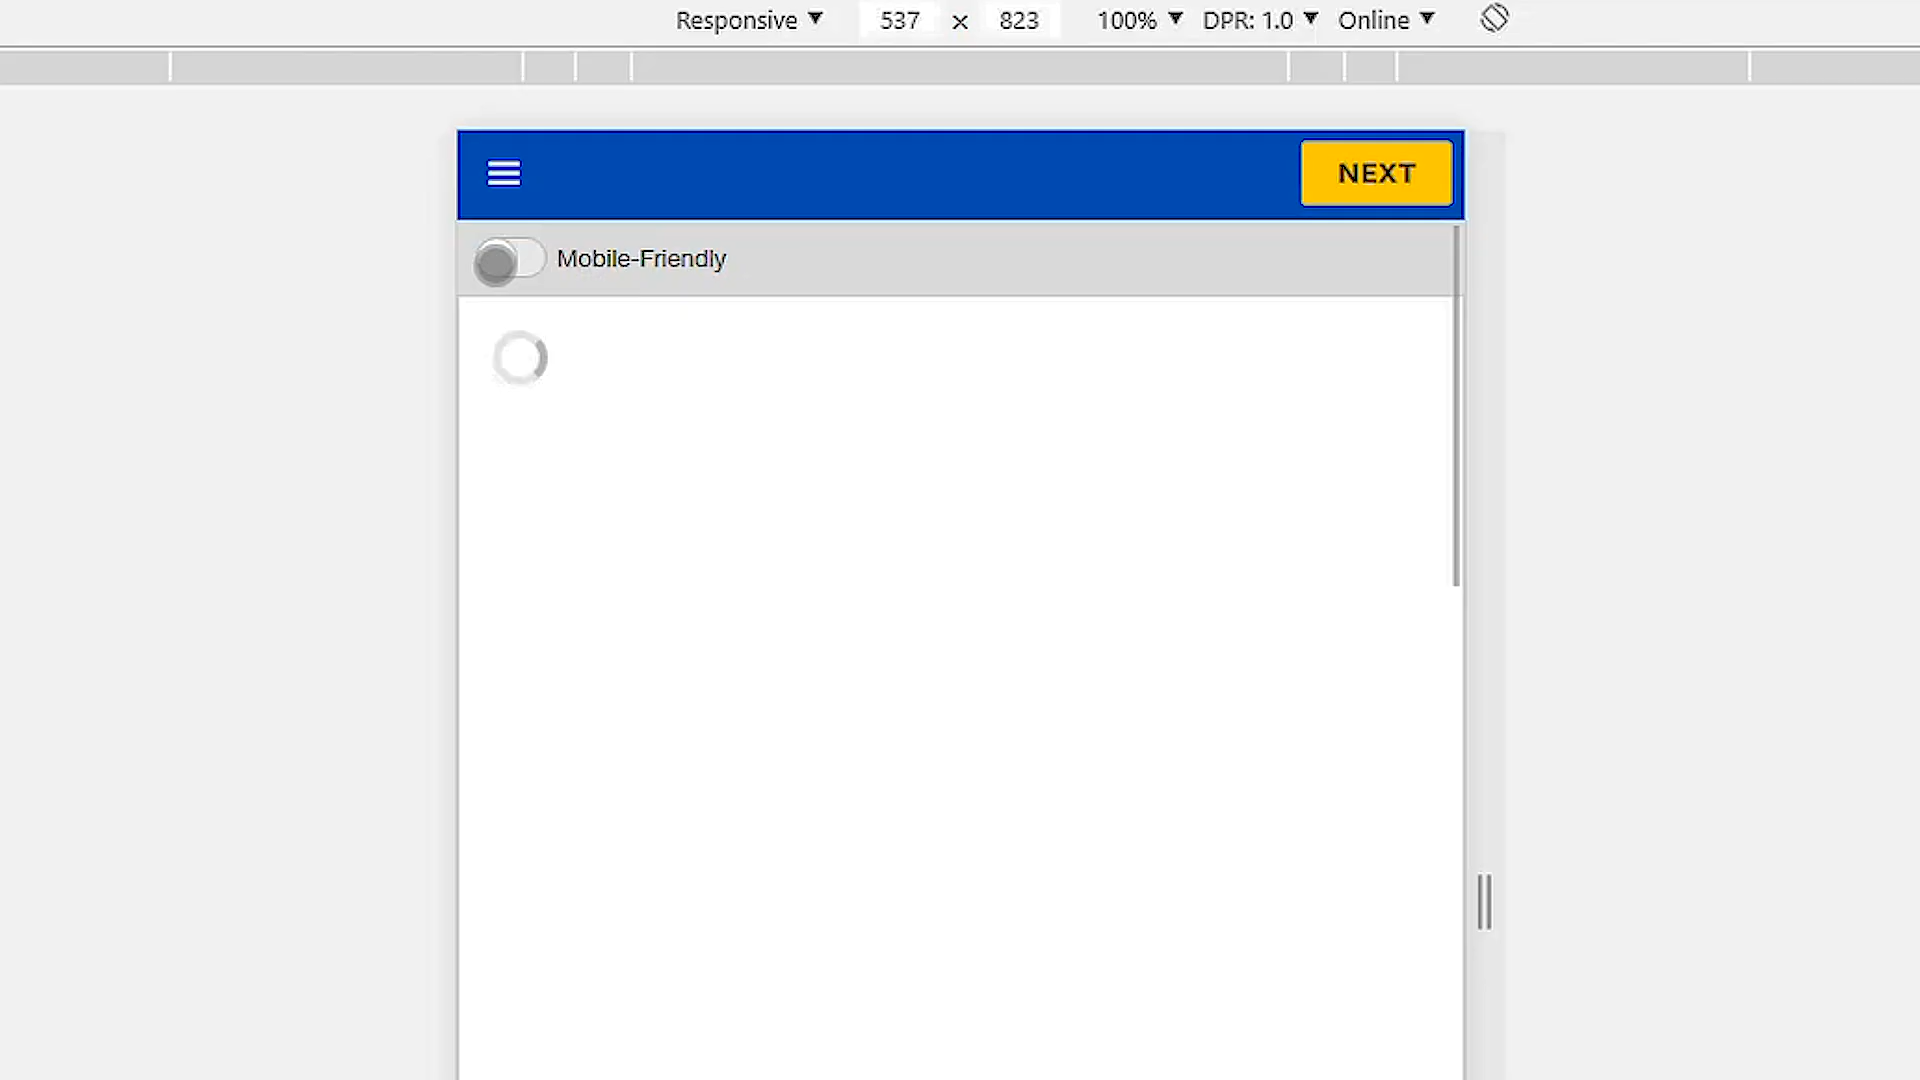 Responsive ▼ 537 × 823 100% ▼ DPR: 1.0 ▼ Online ▼
NEXT
Mobile-Friendly